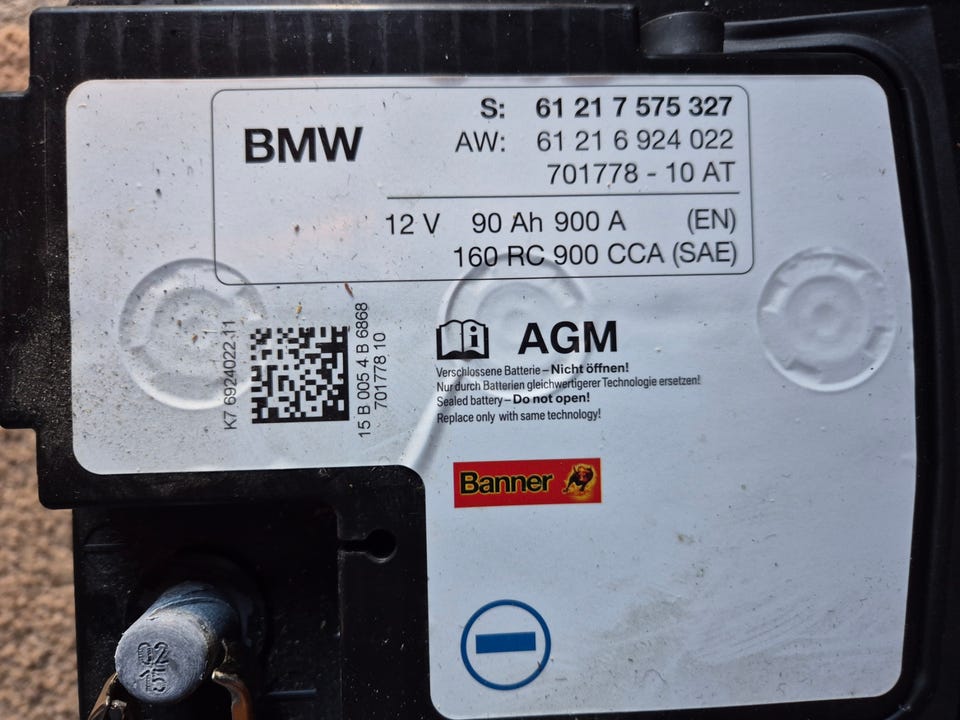 BMW
S: 61 21 7 575 327
AW: 61 21 6 924 022
701778 - 10 AT
12 V 90 Ah 900 A (EN)
160 RC 900 CCA (SAE)
K7 6924022.11
15 B 005 4 B 6868
701778 10
AGM
Verschlossene Batterie – Nicht öffnen!
Nur durch Batterien gleichwertigerer Technologie ersetzen!
Sealed battery – Do not open!
Replace only with same technology!
Banner
02
15